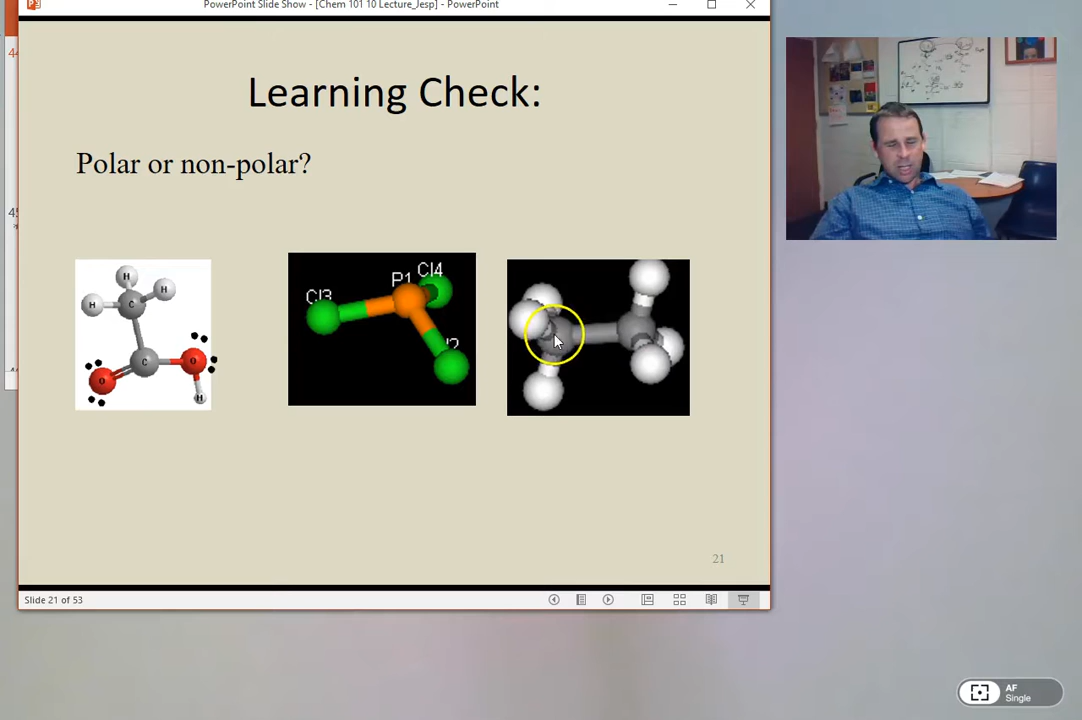 PowerPoint Slide Show - [Chem 101 10 Lecture_Jesp] - PowerPoint
Learning Check:
Polar or non-polar?
H
H
H
C
C
O
O
H
Cl3
P1
Cl4
21
Slide 21 of 53
AF
Single